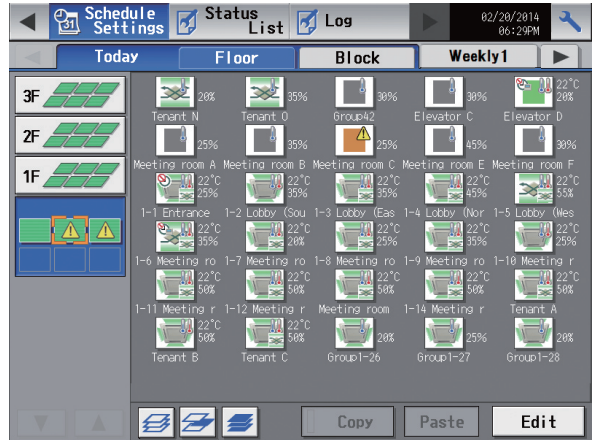 31 Schedule Settings Status List Log 02/20/2014 06:29PM
Today Floor Block Weekly1
3F
2F
1F
20% 35% 30% 30% 22°C 20%
Tenant N Tenant O Group42 Elevator C Elevator D
25% 35% 25% 45% 30%
Meeting room A Meeting room B Meeting room C Meeting room E Meeting room F
22°C 25% 22°C 35% 22°C 25% 22°C 45% 22°C 55%
1-1 Entrance 1-2 Lobby (Sou 1-3 Lobby (Eas 1-4 Lobby (Nor 1-5 Lobby (Wes
22°C 35% 22°C 20% 22°C 25% 22°C 35% 22°C 25%
1-6 Meeting ro 1-7 Meeting ro 1-8 Meeting ro 1-9 Meeting ro 1-10 Meeting r
22°C 50% 22°C 50% 22°C 50% 22°C 50% 22°C 50%
1-11 Meeting r 1-12 Meeting r Meeting room 1-14 Meeting r Tenant A
22°C 50% 22°C 50% 20% 25% 20%
Tenant B Tenant C Group1-26 Group1-27 Group1-28
Copy Paste Edit